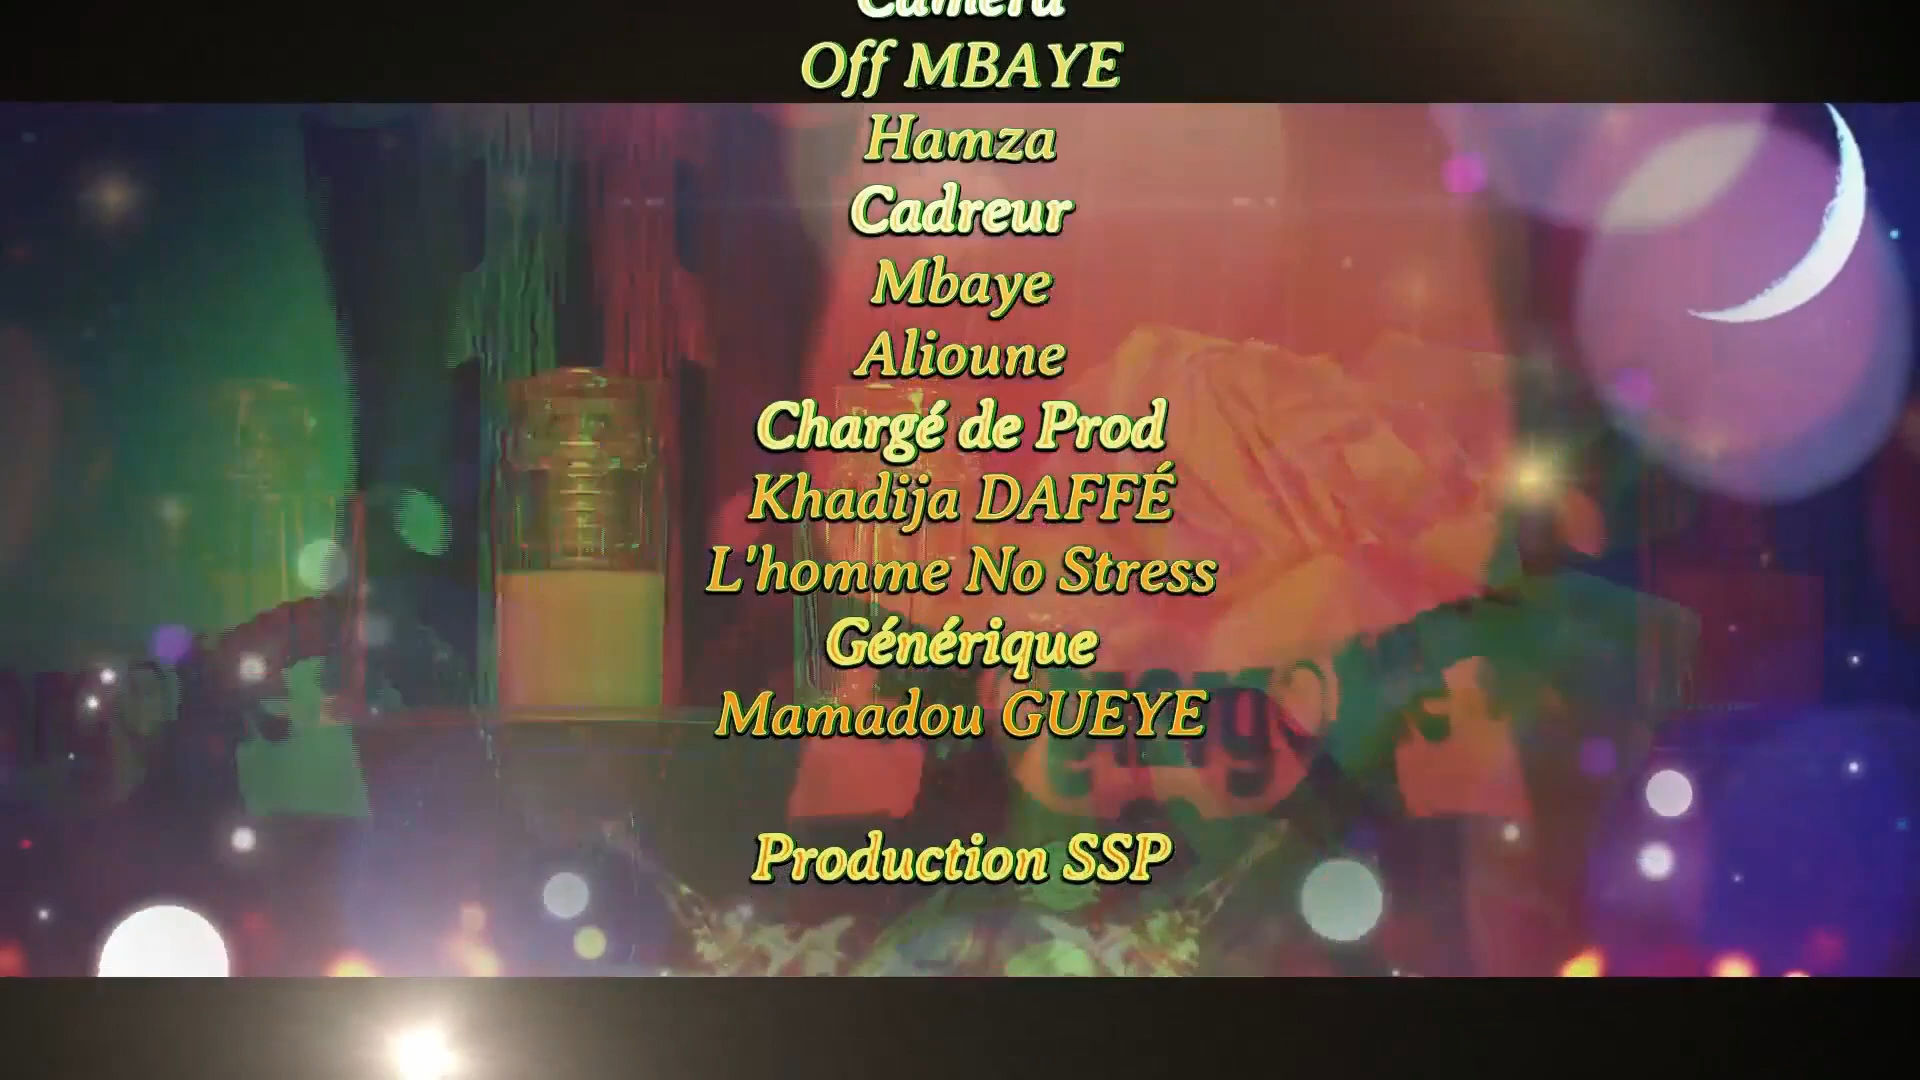 Caméra
Off MBAYE
Hamza
Cadreur
Mbaye
Alioune
Chargé de Prod
Khadija DAFFÉ
L'homme No Stress
Générique
Mamadou GUEYE
Production SSP